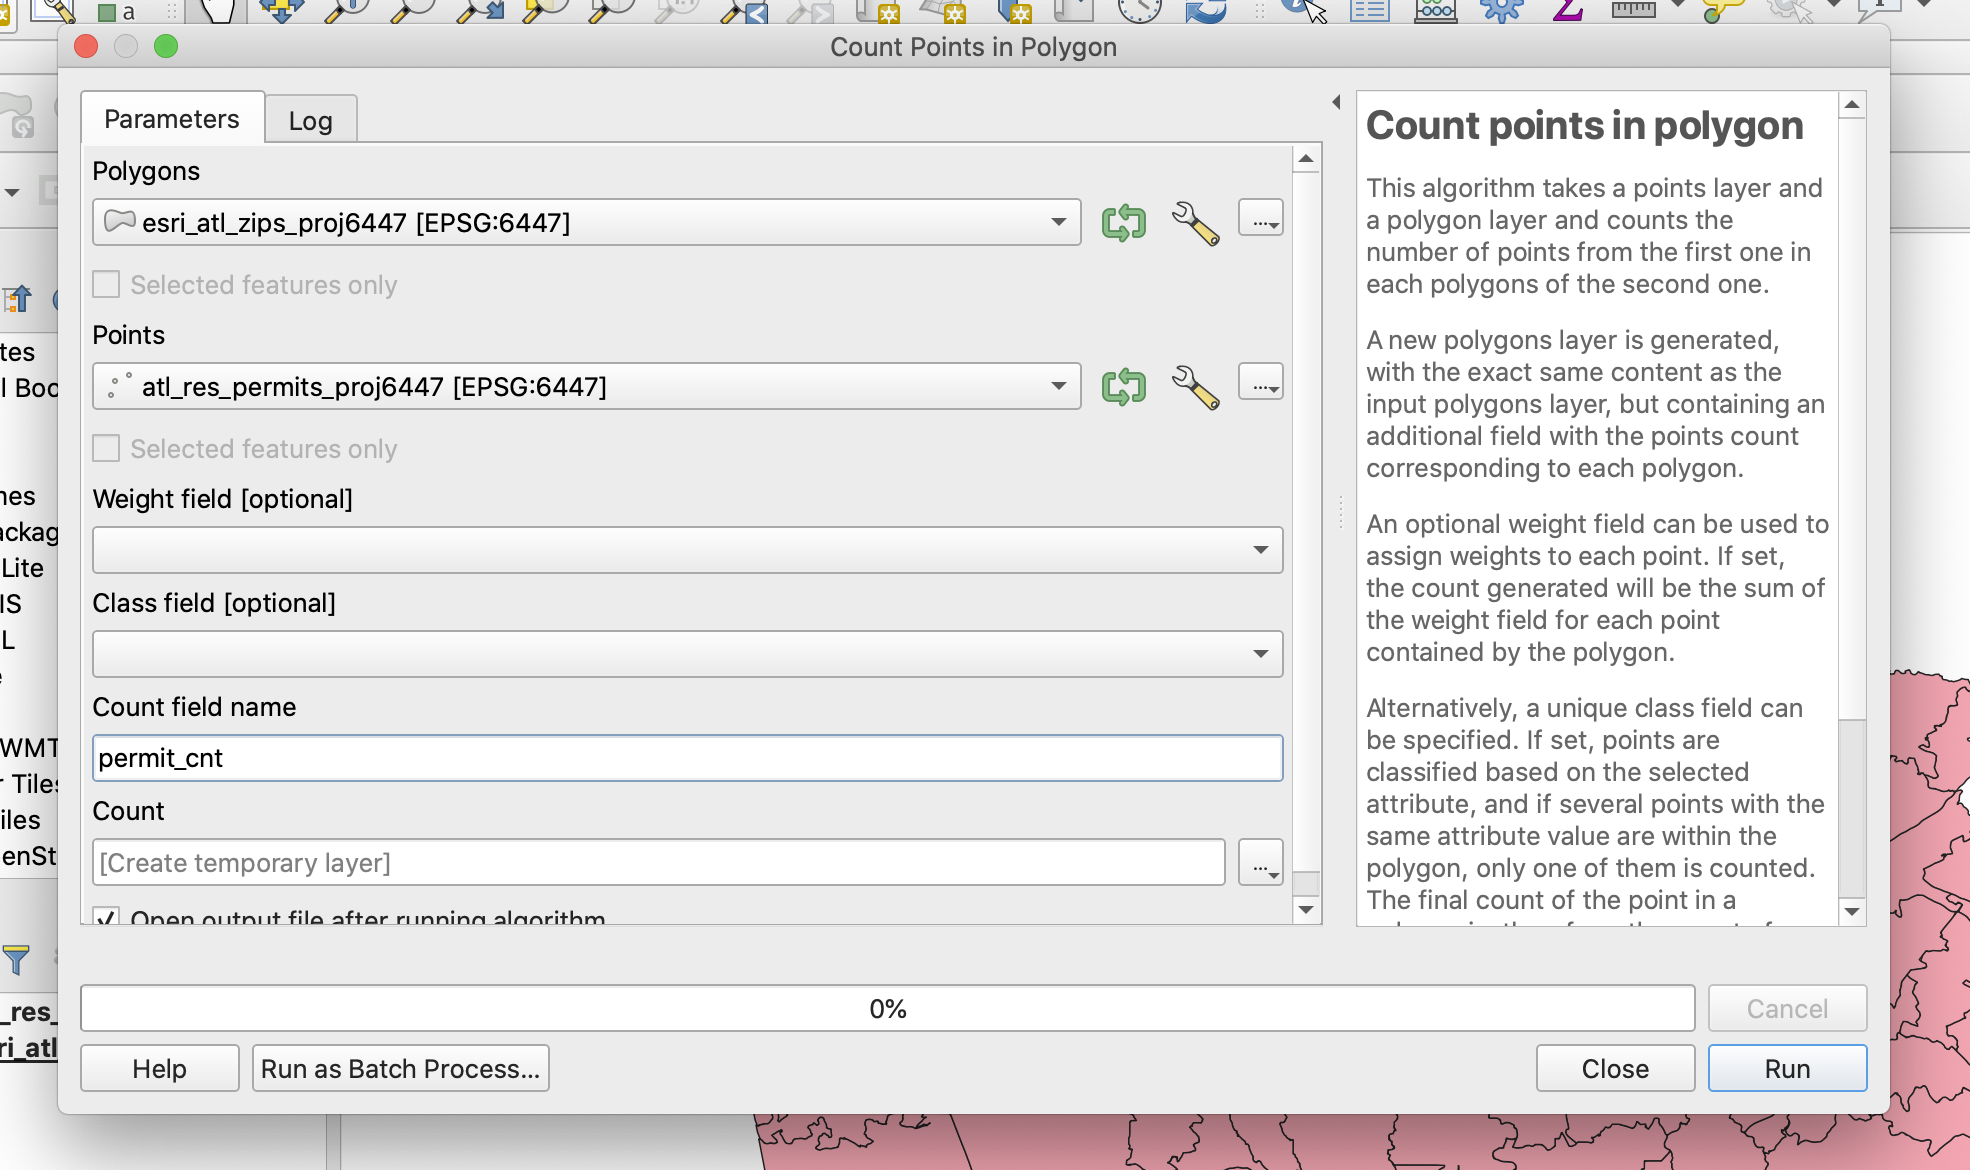 a
Count Points in Polygon
Parameters
Log
Polygons
esri_atl_zips_proj6447 [EPSG:6447]
...
Selected features only
Points
atl_res_permits_proj6447 [EPSG:6447]
...
Selected features only
Weight field [optional]
Class field [optional]
Count field name
permit_cnt
Count
[Create temporary layer]
...
Open output file after running algorithm
0%
Cancel
Help
Run as Batch Process...
Close
Run
Count points in polygon
This algorithm takes a points layer and
a polygon layer and counts the
number of points from the first one in
each polygons of the second one.
A new polygons layer is generated,
with the exact same content as the
input polygons layer, but containing an
additional field with the points count
corresponding to each polygon.
An optional weight field can be used to
assign weights to each point. If set,
the count generated will be the sum of
the weight field for each point
contained by the polygon.
Alternatively, a unique class field can
be specified. If set, points are
classified based on the selected
attribute, and if several points with the
same attribute value are within the
polygon, only one of them is counted.
The final count of the point in a
tes
l Boo
nes
ackag
Lite
IS
L
WMT
r Tiles
iles
enSt
_res_
ri_atl